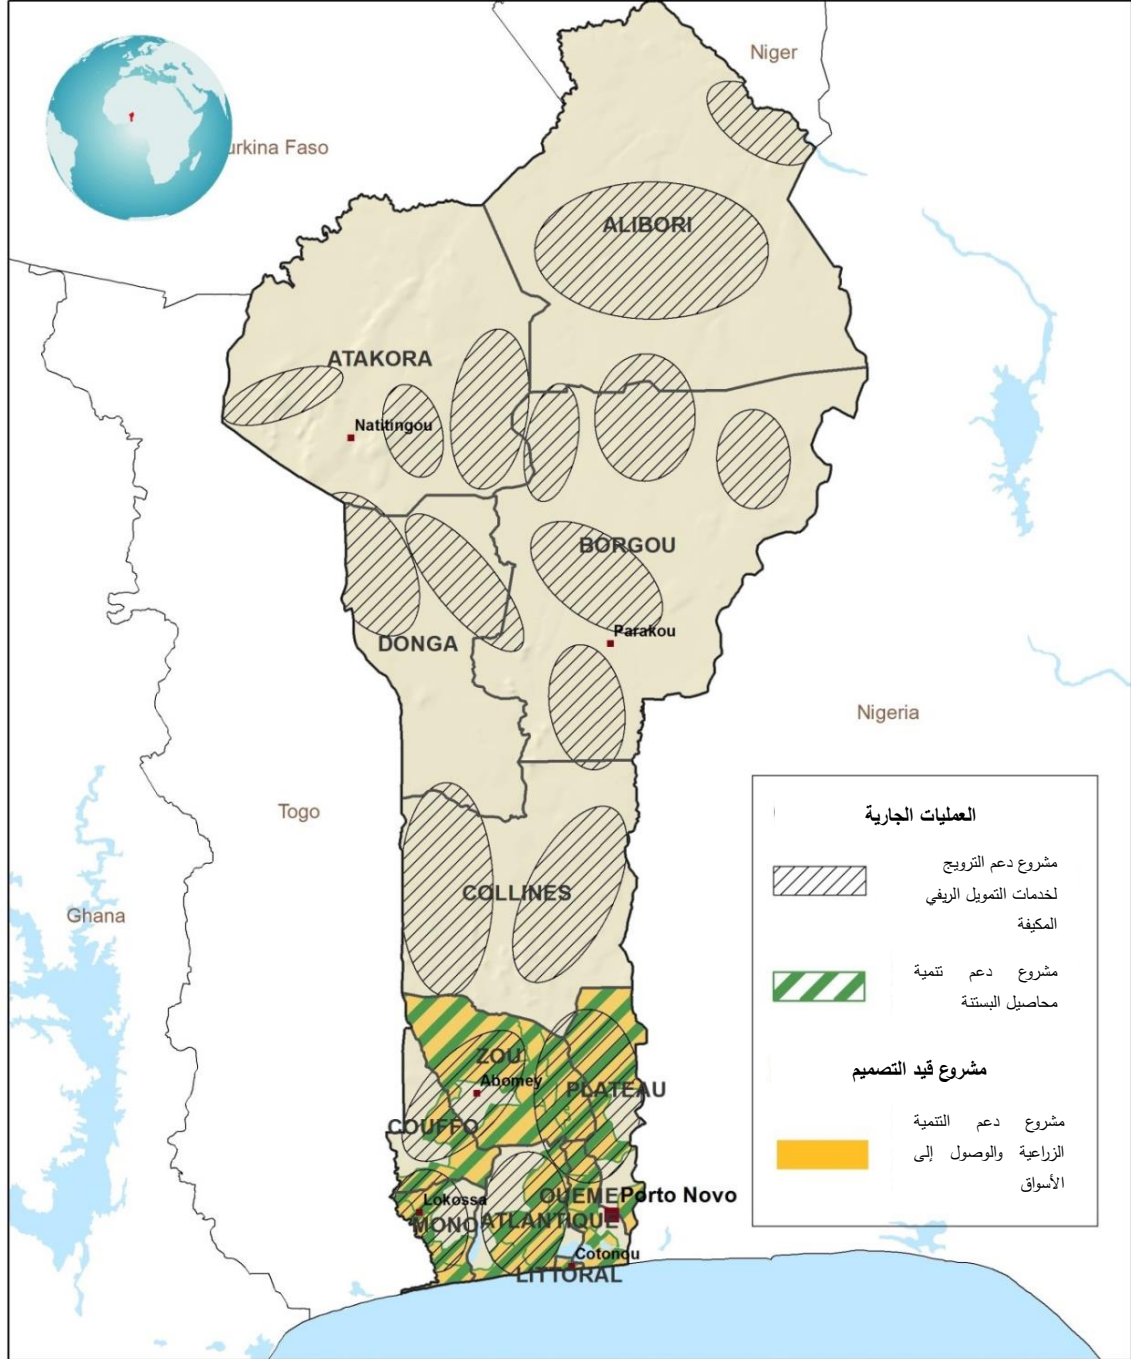 Niger
urkina Faso
ALIBORI
ATAKORA
Natitingou
BORGOU
Parakou
DONGA
Nigeria
Togo
COLLINES
Ghana
ZOU
Abomey
PLATEAU
COUFFO
Lokossa
OUEME
Porto Novo
MONO
ATLANTIQUE
Cotonou
LITTORAL
العمليات الجارية
مشروع دعم الترويج
لخدمات التمويل الريفي
المكيفة
مشروع دعم تنمية
محاصيل البستنة
مشروع قيد التصميم
مشروع دعم التنمية
الزراعية والوصول إلى
الأسواق